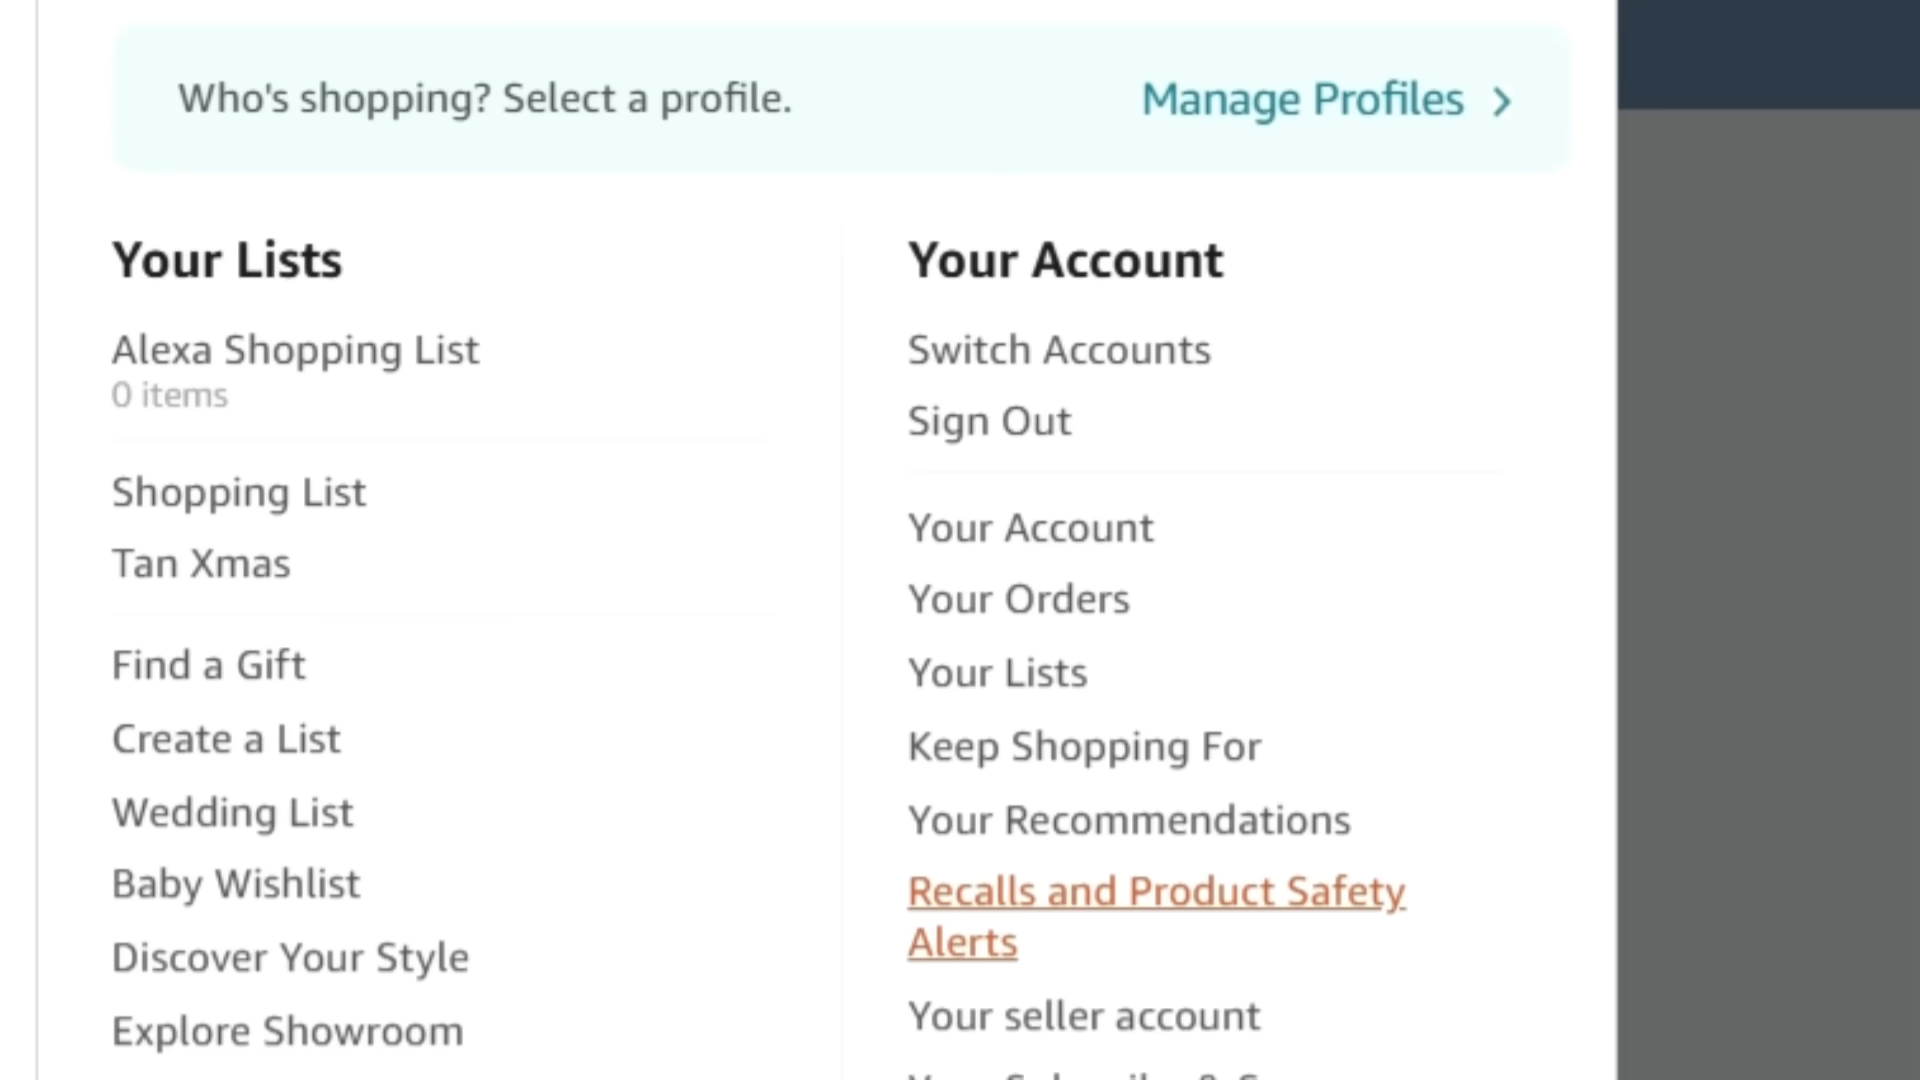 Who's shopping? Select a profile.
Manage Profiles
Your Lists
Alexa Shopping List
0 items
Shopping List
Tan Xmas
Find a Gift
Create a List
Wedding List
Baby Wishlist
Discover Your Style
Explore Showroom
Your Account
Switch Accounts
Sign Out
Your Account
Your Orders
Your Lists
Keep Shopping For
Your Recommendations
Recalls and Product Safety
Alerts
Your seller account